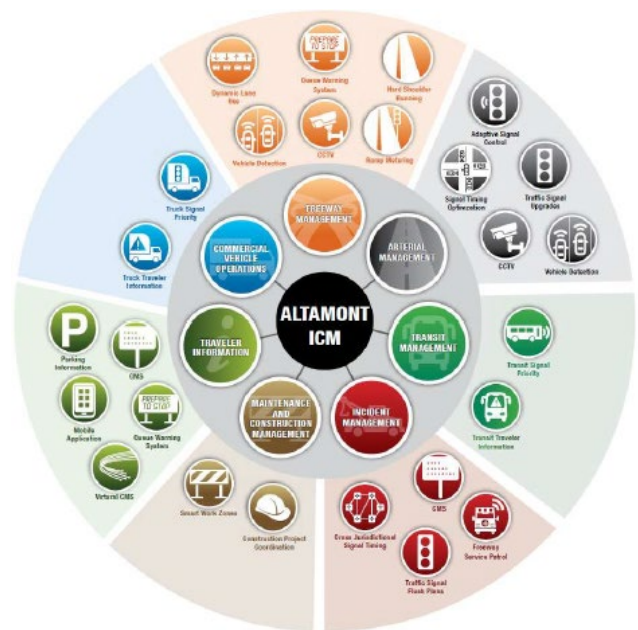 Dynamic Lane
Use
PREPARE
TO STOP
Queue Warning
System
Hard Shoulder
Running
Vehicle Detection
CCTV
Ramp Metering
Adaptive Signal
Control
Signal Timing
Optimization
Traffic Signal
Upgrades
CCTV
Vehicle Detection
Truck Signal
Priority
Truck Traveler
Information
FREEWAY
MANAGEMENT
COMMERCIAL
VEHICLE
OPERATIONS
ARTERIAL
MANAGEMENT
ALTAMONT
ICM
TRAVELER
INFORMATION
TRANSIT
MANAGEMENT
MAINTENANCE
AND
CONSTRUCTION
MANAGEMENT
INCIDENT
MANAGEMENT
P
Parking
Information
CMS
Mobile
Application
PREPARE
TO STOP
Queue Warning
System
Virtual CMS
Transit Signal
Priority
Transit Traveler
Information
Smart Work Zones
Construction Project
Coordination
Cross Jurisdictional
Signal Timing
CMS
Freeway
Service Patrol
Traffic Signal
Flush Plans